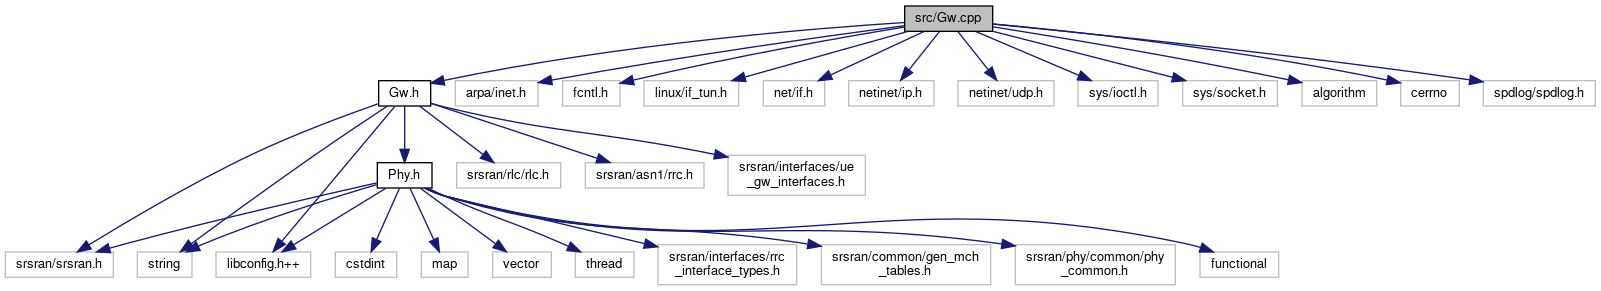 src/Gw.cpp
Gw.h
arpa/inet.h
fcntl.h
linux/if_tun.h
net/if.h
netinet/ip.h
netinet/udp.h
sys/ioctl.h
sys/socket.h
algorithm
cerrno
spdlog/spdlog.h
Phy.h
srsran/rlc/rlc.h
srsran/asn1/rrc.h
srsran/interfaces/ue
_gw_interfaces.h
srsran/srsran.h
string
libconfig.h++
cstdint
map
vector
thread
srsran/interfaces/rrc
_interface_types.h
srsran/common/gen_mch
_tables.h
srsran/phy/common/phy
_common.h
functional